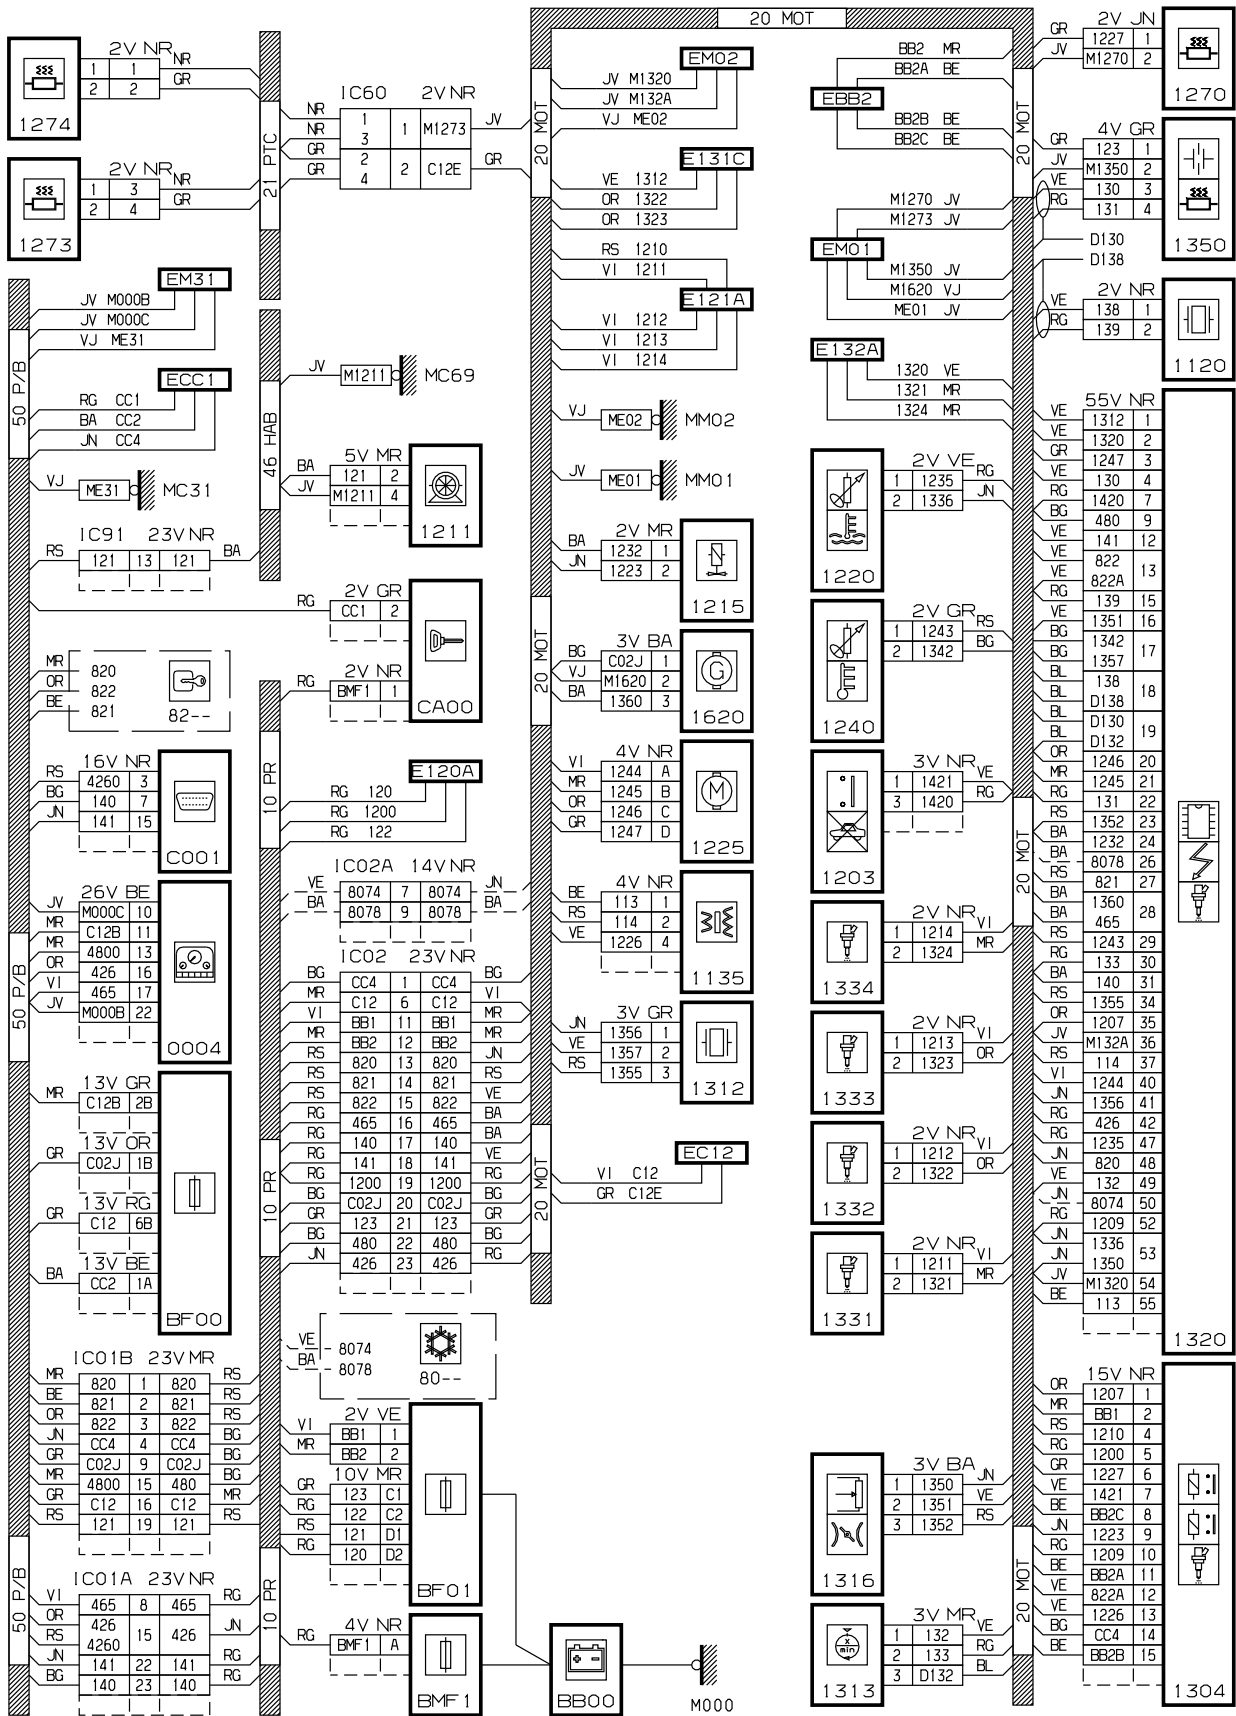 20 MOT
2V NR
1 1 NR
2 2 GR
1274
2V NR
1 3 NR
2 4 GR
1273
21 PTC
NR
NR
GR
GR
IC60 2V NR
1
3 1 M1273 JV
2
4 2 C12E GR
20 MOT
JV M1320
JV M132A
VJ ME02
EM02
E131C
VE 1312
OR 1322
OR 1323
RS 1210
VI 1211
E121A
VI 1212
VI 1213
VI 1214
BB2 MR
BB2A BE
EBB2
BB2B BE
BB2C BE
M1270 JV
M1273 JV
EM01
M1350 JV
M1620 VJ
ME01 JV
E132A
1320 VE
1321 MR
1324 MR
20 MOT
2V JN
GR 1227 1
JV M1270 2
1270
4V GR
GR 123 1
JV M1350 2
VE 130 3
RG 131 4
1350
D130
D138
2V NR
VE 138 1
RG 139 2
1120
EM31
JV M000B
JV M000C
VJ ME31
50 P/B
ECC1
RG CC1
BA CC2
JN CC4
VJ ME31 MC31
IC91 23V NR
RS 121 13 121 BA
46 HAB
JV M1211 MC69
5V MR
BA 121 2
JV M1211 4
1211
2V GR
RG CC1 2
2V NR
RG BMF1 1
CA00
MR 820
OR 822
BE 821
82--
16V NR
RS 4260 3
BG 140 7
JN 141 15
C001
26V BE
JV M000C 10
MR C12B 11
MR 4800 13
OR 426 16
VI 465 17
JV M000B 22
0004
50 P/B
13V GR
MR C12B 2B
13V OR
GR C02J 1B
13V RG
GR C12 6B
13V BE
BA CC2 1A
BF00
IC01B 23V MR
MR 820 1 820 RS
BE 821 2 821 RS
OR 822 3 822 RS
JN CC4 4 CC4 BG
GR C02J 9 C02J BG
MR 4800 15 480 BG
GR C12 16 C12 MR
RS 121 19 121 RS
50 P/B
IC01A 23V NR
VI 465 8 465 RG
OR 426
RS 4260 15 426 JN
JN 141 22 141 RG
BG 140 23 140 RG
10 PR
E120A
RG 120
RG 1200
RG 122
IC02A 14V NR
VE 8074 7 8074 JN
BA 8078 9 8078 BA
IC02 23V NR
BG CC4 1 CC4 BG
MR C12 6 C12 VI
VI BB1 11 BB1 MR
MR BB2 12 BB2 MR
RS 820 13 820 JN
RS 821 14 821 RS
RS 822 15 822 VE
RG 465 16 465 BA
RG 140 17 140 BA
RG 141 18 141 VE
RG 1200 19 1200 RG
BG C02J 20 C02J BG
GR 123 21 123 GR
BG 480 22 480 BG
JN 426 23 426 RG
10 PR
VE 8074
BA 8078
80--
2V VE
VI BB1 1
MR BB2 2
10V MR
GR 123 C1
RG 122 C2
RS 121 D1
RG 120 D2
BF01
10 PR
4V NR
RG BMF1 A
BMF1
BB00
M000
VJ ME02 MM02
JV ME01 MM01
2V MR
BA 1232 1
JN 1223 2
1215
20 MOT
3V BA
BG C02J 1
VJ M1620 2
BA 1360 3
G
1620
4V NR
VI 1244 A
MR 1245 B
OR 1246 C
GR 1247 D
M
1225
4V NR
BE 113 1
RS 114 2
VE 1226 4
1135
3V GR
JN 1356 1
VE 1357 2
RS 1355 3
1312
20 MOT
EC12
VI C12
GR C12E
2V VE
1 1235 RG
2 1336 JN
1220
2V GR
1 1243 RS
2 1342 BG
1240
3V NR
1 1421 VE
3 1420 RG
1203
20 MOT
2V NR
1 1214 VI
2 1324 MR
1334
2V NR
1 1213 VI
2 1323 OR
1333
2V NR
1 1212 VI
2 1322 OR
1332
2V NR
1 1211 VI
2 1321 MR
1331
3V BA
1 1350 JN
2 1351 VE
3 1352 RS
1316
20 MOT
3V MR
1 132 VE
2 133 RG
3 D132 BL
x
min
1313
55V NR
VE 1312 1
VE 1320 2
GR 1247 3
VE 130 4
RG 1420 7
BG 480 9
VE 141 12
VE 822
VE 822A 13
RG 139 15
VE 1351 16
BG 1342
BG 1357 17
BL 138
BL D138 18
BL D130
BL D132 19
OR 1246 20
MR 1245 21
RG 131 22
RS 1352 23
BA 1232 24
BA 8078 26
RS 821 27
BA 1360
BA 465 28
RS 1243 29
RG 133 30
BA 140 31
RS 1355 34
OR 1207 35
JV M132A 36
RS 114 37
VI 1244 40
JN 1356 41
RG 426 42
RG 1235 47
JN 820 48
VE 132 49
JN 8074 50
RG 1209 52
JN 1336
JN 1350 53
JV M1320 54
BE 113 55
1320
15V NR
OR 1207 1
MR BB1 2
RS 1210 4
RG 1200 5
GR 1227 6
VE 1421 7
BE BB2C 8
JN 1223 9
RG 1209 10
BE BB2A 11
VE 822A 12
VE 1226 13
BG CC4 14
BE BB2B 15
1304